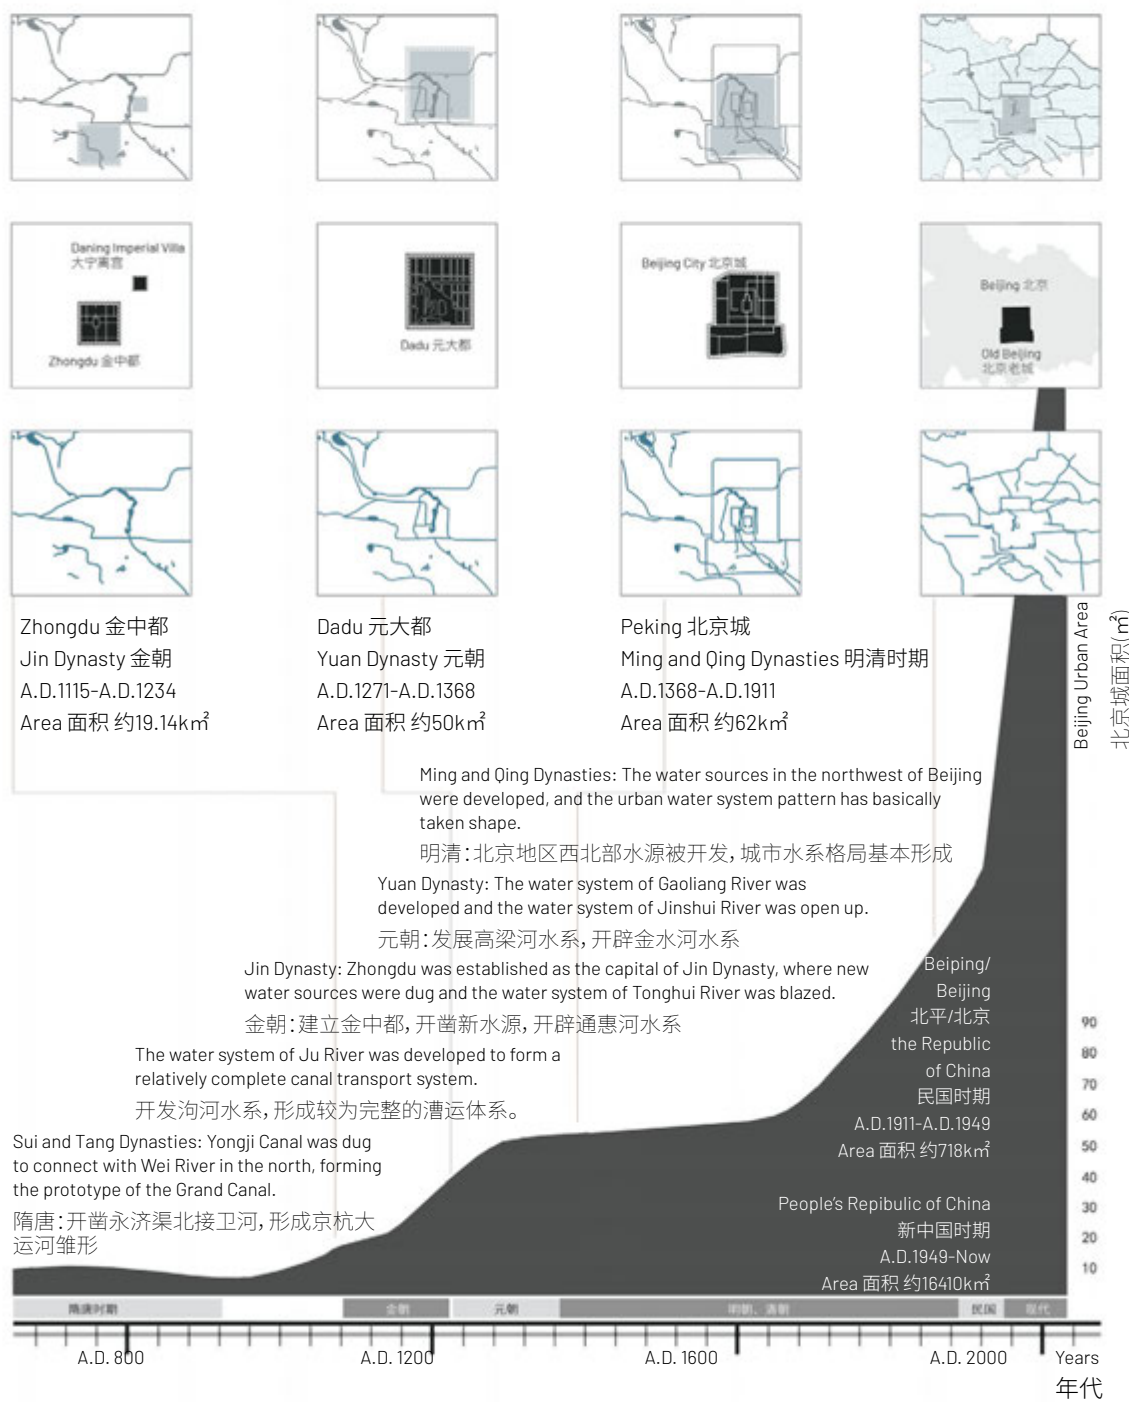 Daning Imperial Villa
大宁离宫
Zhongdu 金中都
Dadu 元大都
Beijing City 北京城
Beijing 北京
Old Beijing
北京老城
Zhongdu 金中都
Jin Dynasty 金朝
A.D.1115-A.D.1234
Area 面积 约19.14k㎡
Dadu 元大都
Yuan Dynasty 元朝
A.D.1271-A.D.1368
Area 面积 约50k㎡
Peking 北京城
Ming and Qing Dynasties 明清时期
A.D.1368-A.D.1911
Area 面积 约62k㎡
Beijing Urban Area
北京城面积(㎡)
Ming and Qing Dynasties: The water sources in the northwest of Beijing
were developed, and the urban water system pattern has basically
taken shape.
明清：北京地区西北部水源被开发，城市水系格局基本形成
Yuan Dynasty: The water system of Gaoliang River was
developed and the water system of Jinshui River was open up.
元朝：发展高梁河水系，开辟金水河水系
Jin Dynasty: Zhongdu was established as the capital of Jin Dynasty, where new
water sources were dug and the water system of Tonghui River was blazed.
金朝：建立金中都，开凿新水源，开辟通惠河水系
The water system of Ju River was developed to form a
relatively complete canal transport system.
开发泃河水系，形成较为完整的漕运体系。
Sui and Tang Dynasties: Yongji Canal was dug
to connect with Wei River in the north, forming
the prototype of the Grand Canal.
隋唐：开凿永济渠北接卫河，形成京杭大
运河雏形
Beiping/
Beijing
北平/北京
the Republic
of China
民国时期
A.D.1911-A.D.1949
Area 面积 约718k㎡
People's Repibulic of China
新中国时期
A.D.1949-Now
Area 面积 约16410k㎡
90
80
70
60
50
40
30
20
10
隋唐时期
金朝
元朝
明朝、清朝
民国
现代
A.D. 800
A.D. 1200
A.D. 1600
A.D. 2000
Years
年代